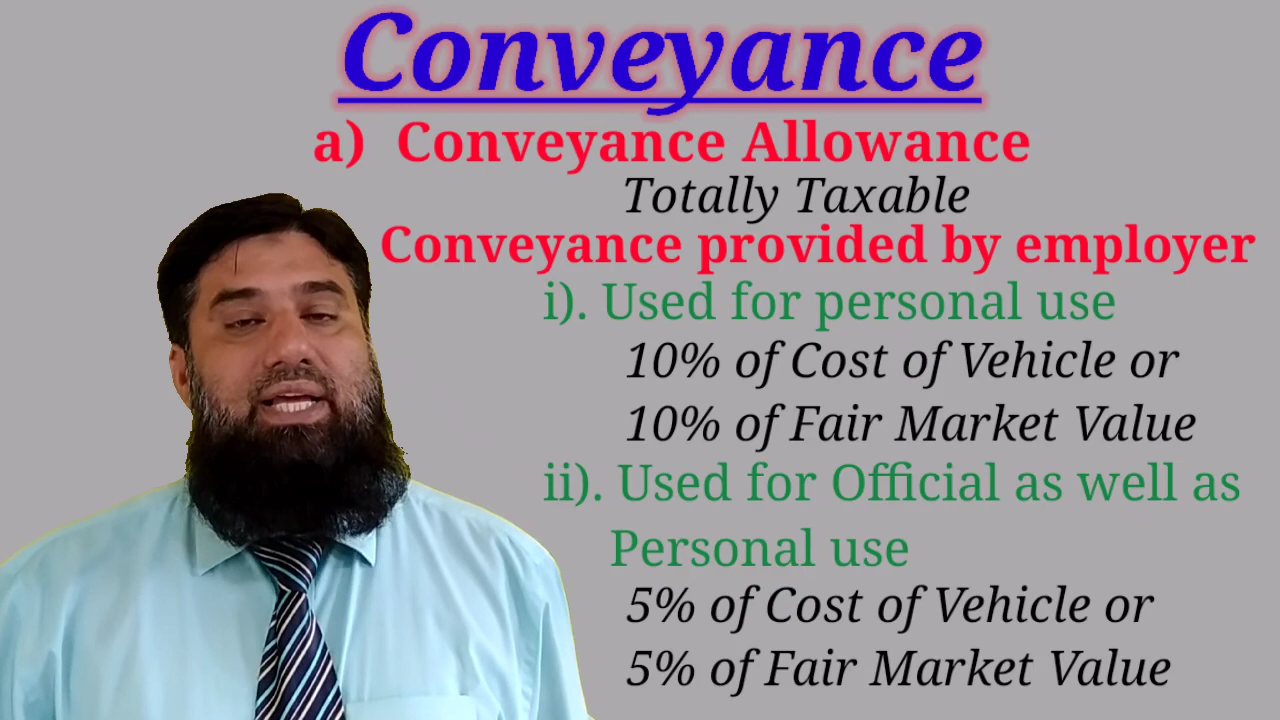 Conveyance
a) Conveyance Allowance
Totally Taxable
Conveyance provided by employer
i). Used for personal use
10% of Cost of Vehicle or
10% of Fair Market Value
ii). Used for Official as well as
Personal use
5% of Cost of Vehicle or
5% of Fair Market Value